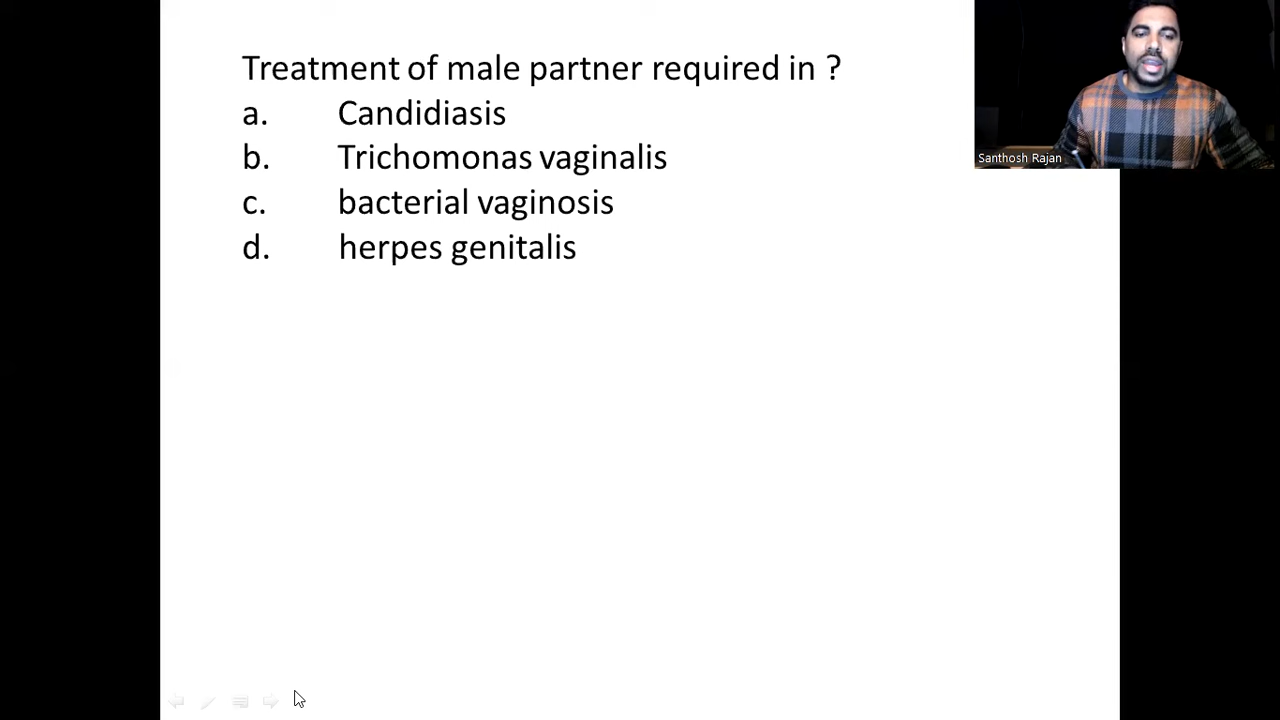 Treatment of male partner required in ?
a. Candidiasis
b. Trichomonas vaginalis
c. bacterial vaginosis
d. herpes genitalis
Santhosh Rajan